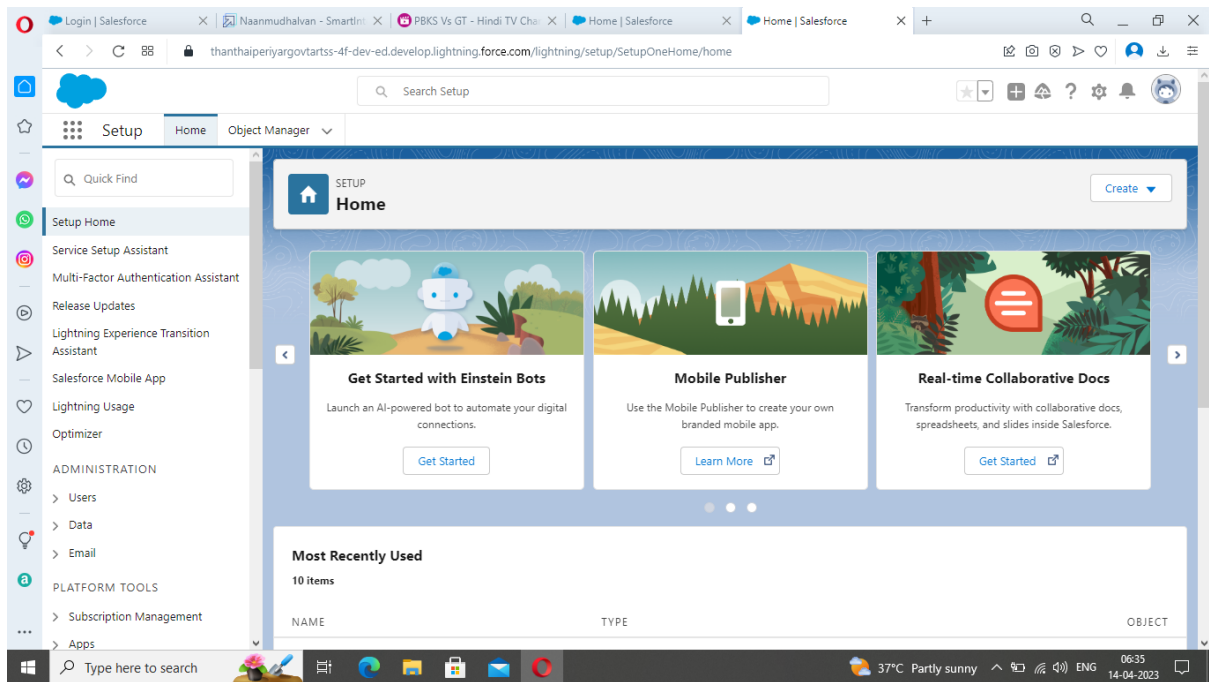 Login | Salesforce
Naanmudhalvan - SmartInt
PBKS Vs GT - Hindi TV Cha
Home | Salesforce
Home | Salesforce
thanthaiperiyargovtartss-4f-dev-ed.develop.lightning.force.com/lightning/setup/SetupOneHome/home
Search Setup
Setup
Home
Object Manager
Quick Find
Setup Home
Service Setup Assistant
Multi-Factor Authentication Assistant
Release Updates
Lightning Experience Transition
Assistant
Salesforce Mobile App
Lightning Usage
Optimizer
ADMINISTRATION
Users
Data
Email
PLATFORM TOOLS
Subscription Management
Apps
SETUP
Home
Create
Get Started with Einstein Bots
Launch an AI-powered bot to automate your digital
connections.
Get Started
Mobile Publisher
Use the Mobile Publisher to create your own
branded mobile app.
Learn More
Real-time Collaborative Docs
Transform productivity with collaborative docs,
spreadsheets, and slides inside Salesforce.
Get Started
Most Recently Used
10 items
NAME TYPE OBJECT
Type here to search
37°C Partly sunny
ENG
06:35
14-04-2023